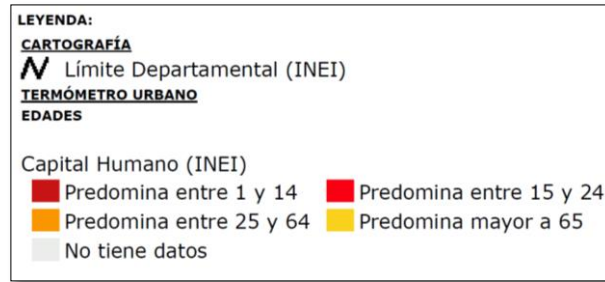 LEYENDA:
CARTOGRAFÍA
Límite Departamental (INEI)
TERMÓMETRO URBANO
EDADES
Capital Humano (INEI)
Predomina entre 1 y 14 Predomina entre 15 y 24
Predomina entre 25 y 64 Predomina mayor a 65
No tiene datos